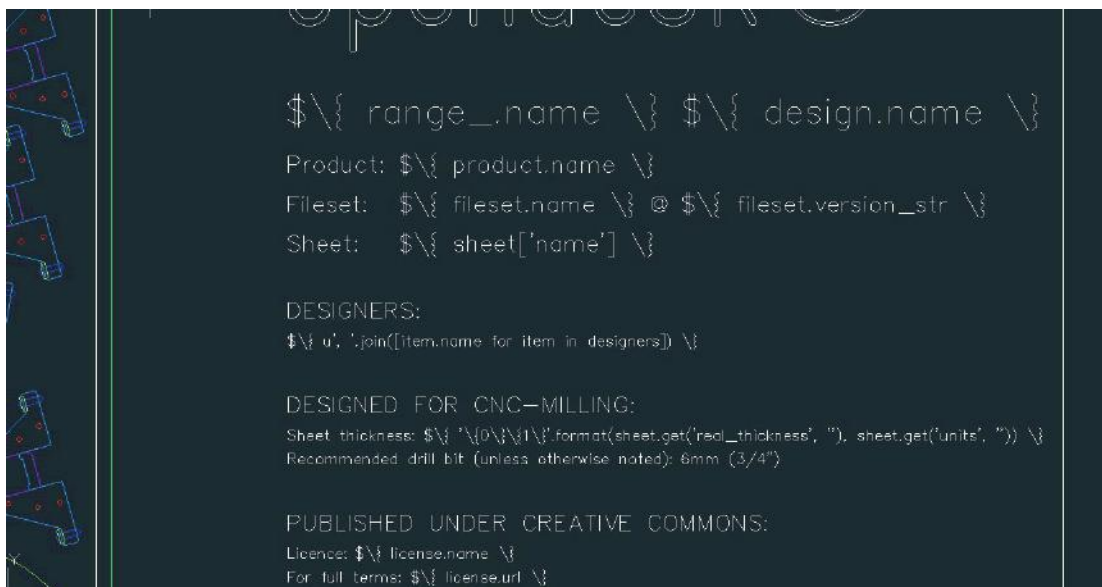 opendesk
$\{ range_.name \} $\{ design.name \}
Product: $\{ product.name \}
Fileset: $\{ fileset.name \} @ $\{ fileset.version_str \}
Sheet: $\{ sheet['name'] \}
DESIGNERS:
$\{ u', '.join([item.name for item in designers]) \}
DESIGNED FOR CNC-MILLING:
Sheet thickness: $\{ '\{0\}\{1\}'.format(sheet.get('real_thickness', ''), sheet.get('units', '')) \}
Recommended drill bit (unless otherwise noted): 6mm (3/4")
PUBLISHED UNDER CREATIVE COMMONS:
Licence: $\{ license.name \}
For full terms: $\{ license.url \}